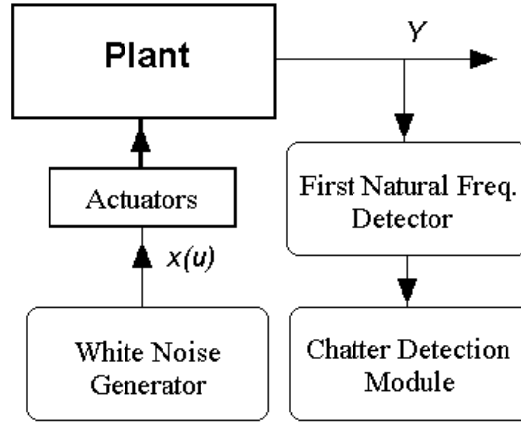 Plant
Y
Actuators
x(u)
First Natural Freq.
Detector
White Noise
Generator
Chatter Detection
Module